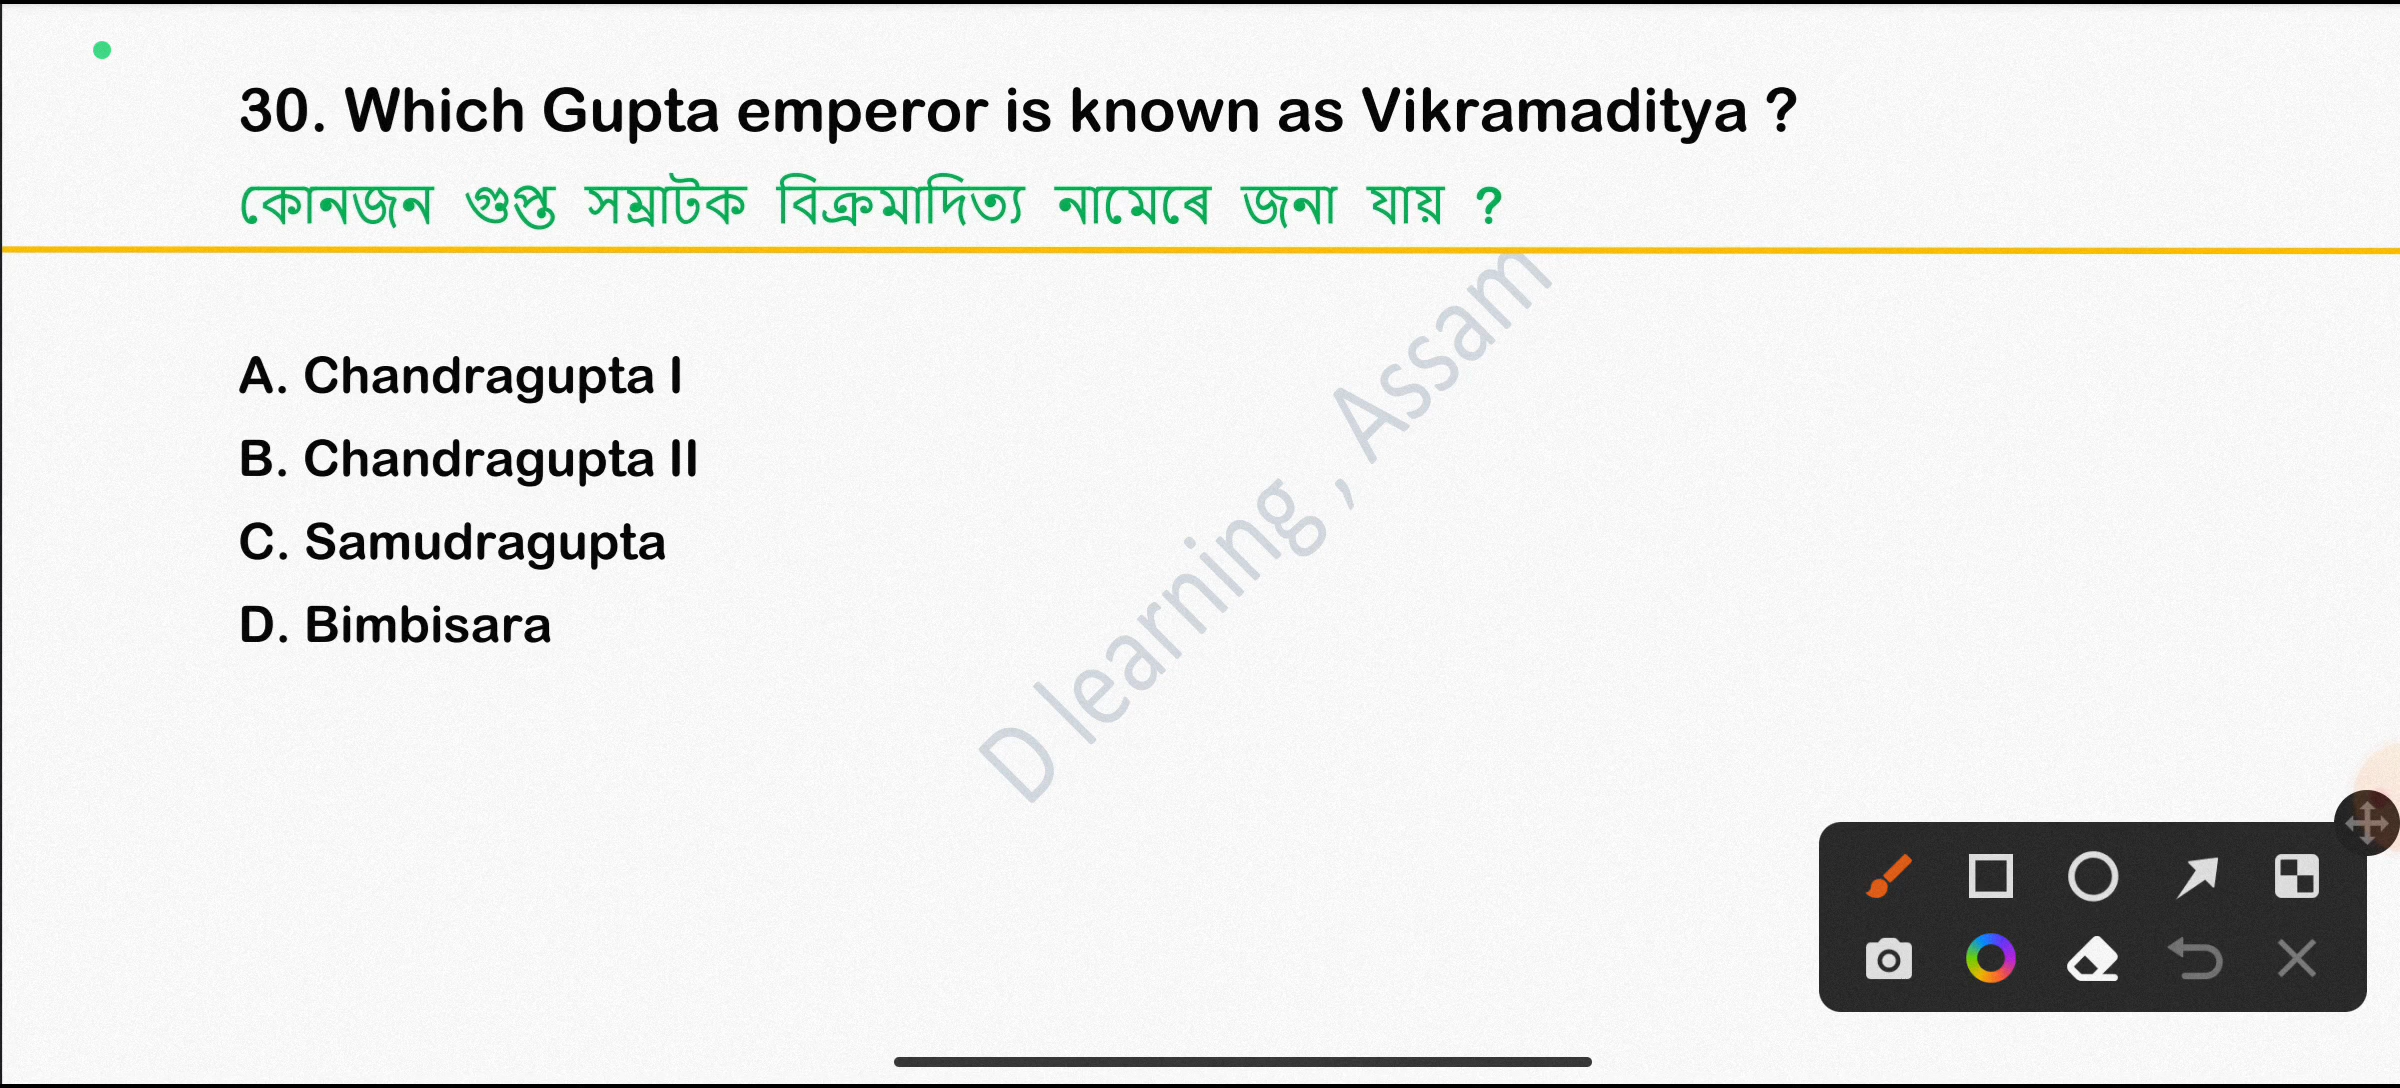 30. Which Gupta emperor is known as Vikramaditya ?
কোনজন গুপ্ত সম্ৰাটক বিক্ৰমাদিত্য নামেৰে জনা যায় ?
A. Chandragupta I
B. Chandragupta II
C. Samudragupta
D. Bimbisara
D learning , Assam